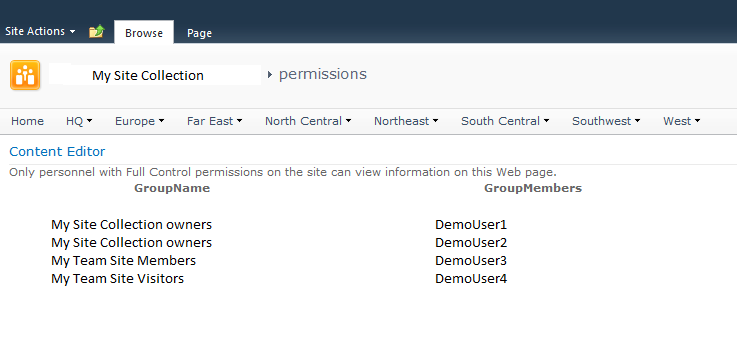 Site Actions Browse Page
My Site Collection permissions
Home HQ Europe Far East North Central Northeast South Central Southwest West
Content Editor
Only personnel with Full Control permissions on the site can view information on this Web page.
GroupName GroupMembers
My Site Collection owners DemoUser1
My Site Collection owners DemoUser2
My Team Site Members DemoUser3
My Team Site Visitors DemoUser4